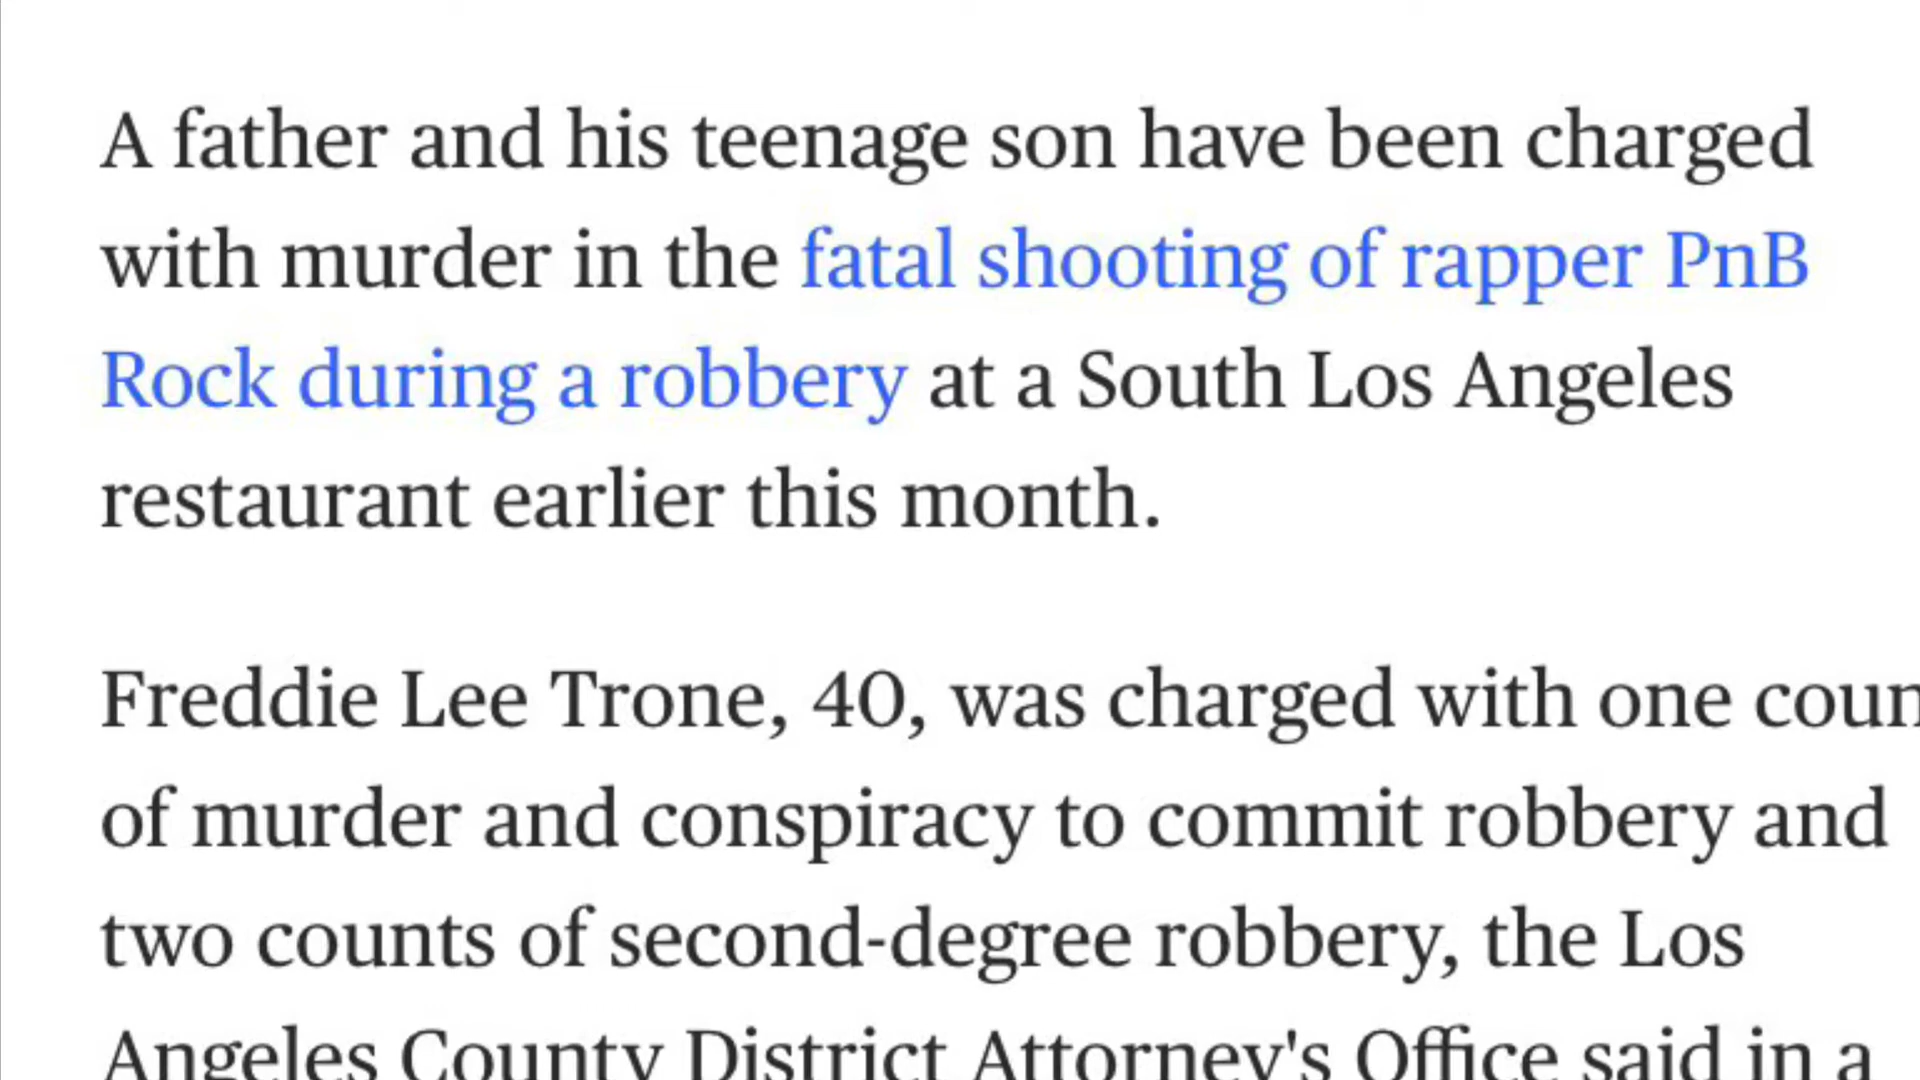 A father and his teenage son have been charged
with murder in the fatal shooting of rapper PnB
Rock during a robbery at a South Los Angeles
restaurant earlier this month.
Freddie Lee Trone, 40, was charged with one coun
of murder and conspiracy to commit robbery and
two counts of second-degree robbery, the Los
Angeles County District Attorney's Office said in a